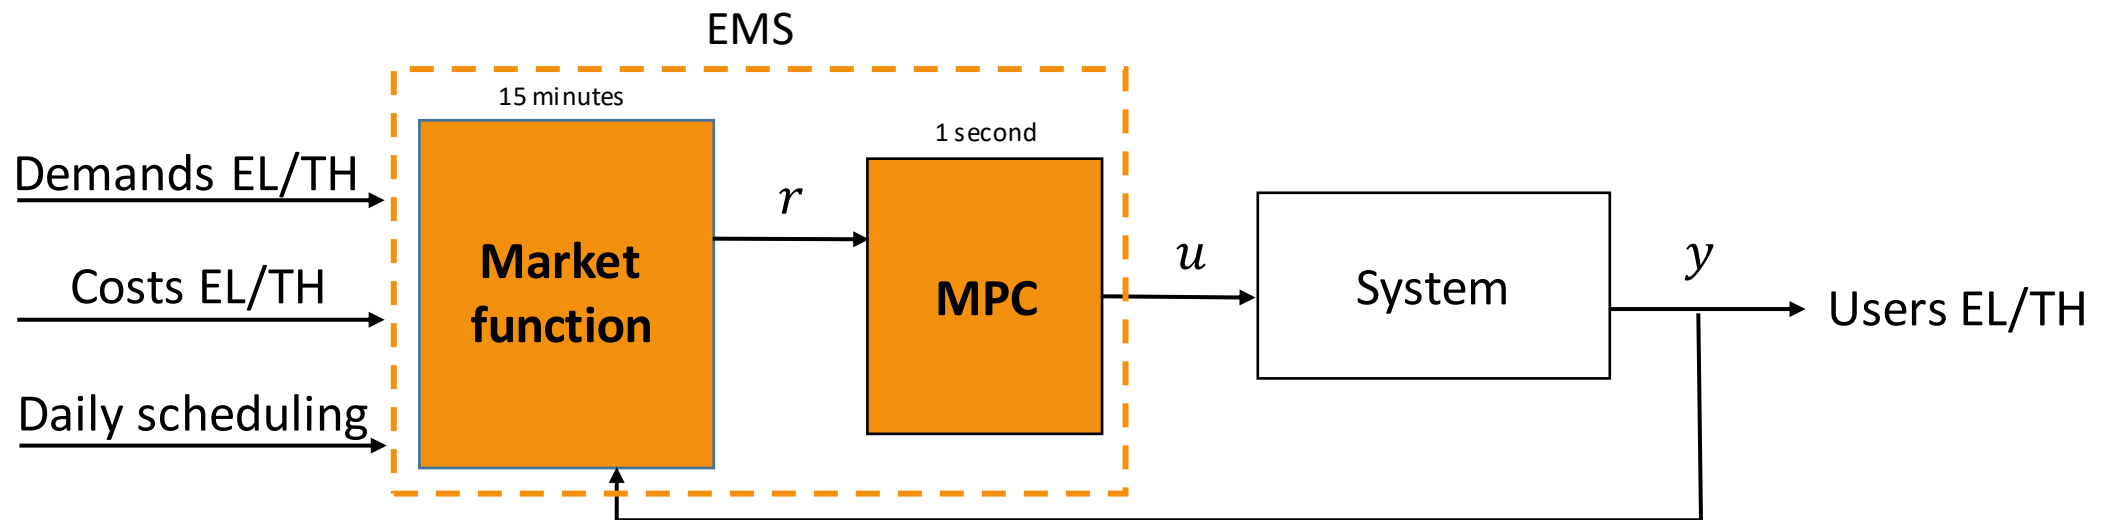 EMS
15 minutes
1 second
Demands EL/TH
Costs EL/TH
Daily scheduling
Market
function
r
MPC
u
System
y
Users EL/TH